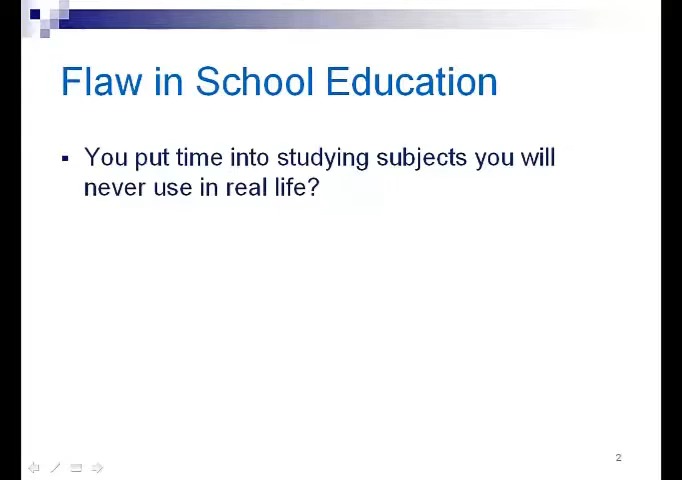 Flaw in School Education
▪ You put time into studying subjects you will
never use in real life?
2